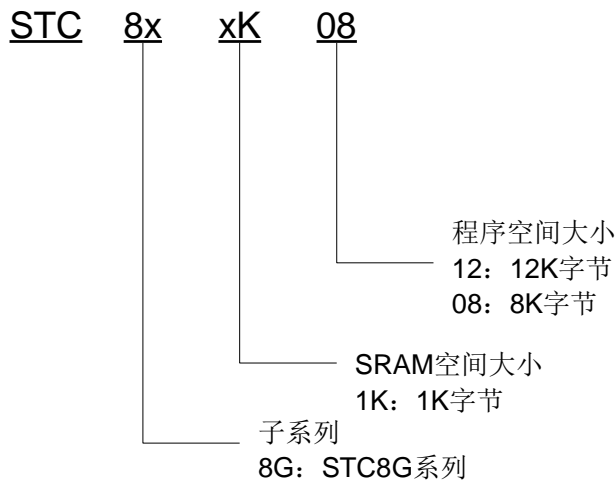 STC 8x xK 08
程序空间大小
12：12K字节
08：8K字节
SRAM空间大小
1K：1K字节
子系列
8G：STC8G系列